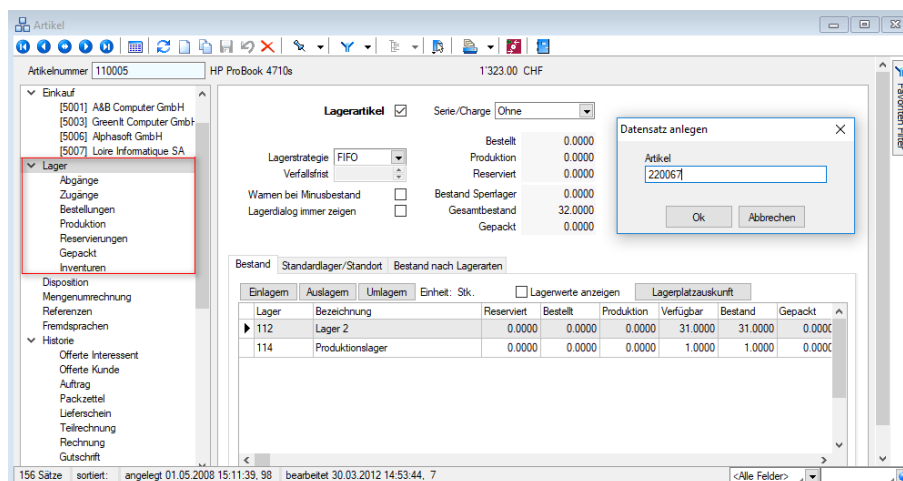 Artikel
Artikelnummer 110005 HP ProBook 4710s 1'323.00 CHF
Einkauf
[5001] A&B Computer GmbH
[5003] GreenIt Computer GmbH
[5006] Alphasoft GmbH
[5007] Loire Informatique SA
Lager
Abgänge
Zugänge
Bestellungen
Produktion
Reservierungen
Gepackt
Inventuren
Disposition
Mengenumrechnung
Referenzen
Fremdsprachen
Historie
Offerte Interessent
Offerte Kunde
Auftrag
Packzettel
Lieferschein
Teilrechnung
Rechnung
Gutschrift
Lagerartikel Serie/Charge Ohne
Bestellt 0.0000
Lagerstrategie FIFO Produktion 0.0000
Verfallsfrist Reserviert 0.0000
Warnen bei Minusbestand Bestand Sperrlager 0.0000
Lagerdialog immer zeigen Gesamtbestand 32.0000
Gepackt 0.0000
Datensatz anlegen
Artikel
220067
Ok Abbrechen
Bestand Standardlager/Standort Bestand nach Lagerarten
Einlagern Auslagern Umlagern Einheit: Stk. Lagerwerte anzeigen Lagerplatzauskunft
Lager Bezeichnung Reserviert Bestellt Produktion Verfügbar Bestand Gepackt
112 Lager 2 0.0000 0.0000 0.0000 31.0000 31.0000 0.0000
114 Produktionslager 0.0000 0.0000 0.0000 1.0000 1.0000 0.0000
Favoriten Filter
156 Sätze sortiert: angelegt 01.05.2008 15:11:39, 98 bearbeitet 30.03.2012 14:53:44, 7 <Alle Felder>